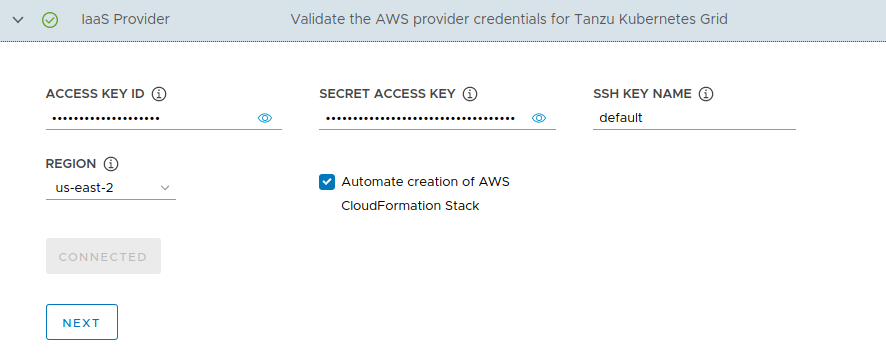 IaaS Provider
Validate the AWS provider credentials for Tanzu Kubernetes Grid
ACCESS KEY ID
SECRET ACCESS KEY
SSH KEY NAME
default
REGION
us-east-2
Automate creation of AWS
CloudFormation Stack
CONNECTED
NEXT